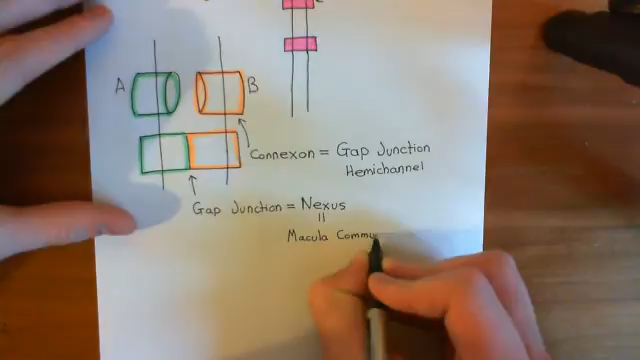 A
B
Connexon = Gap Junction
Hemichannel
Gap Junction = Nexus
=
Macula Commu